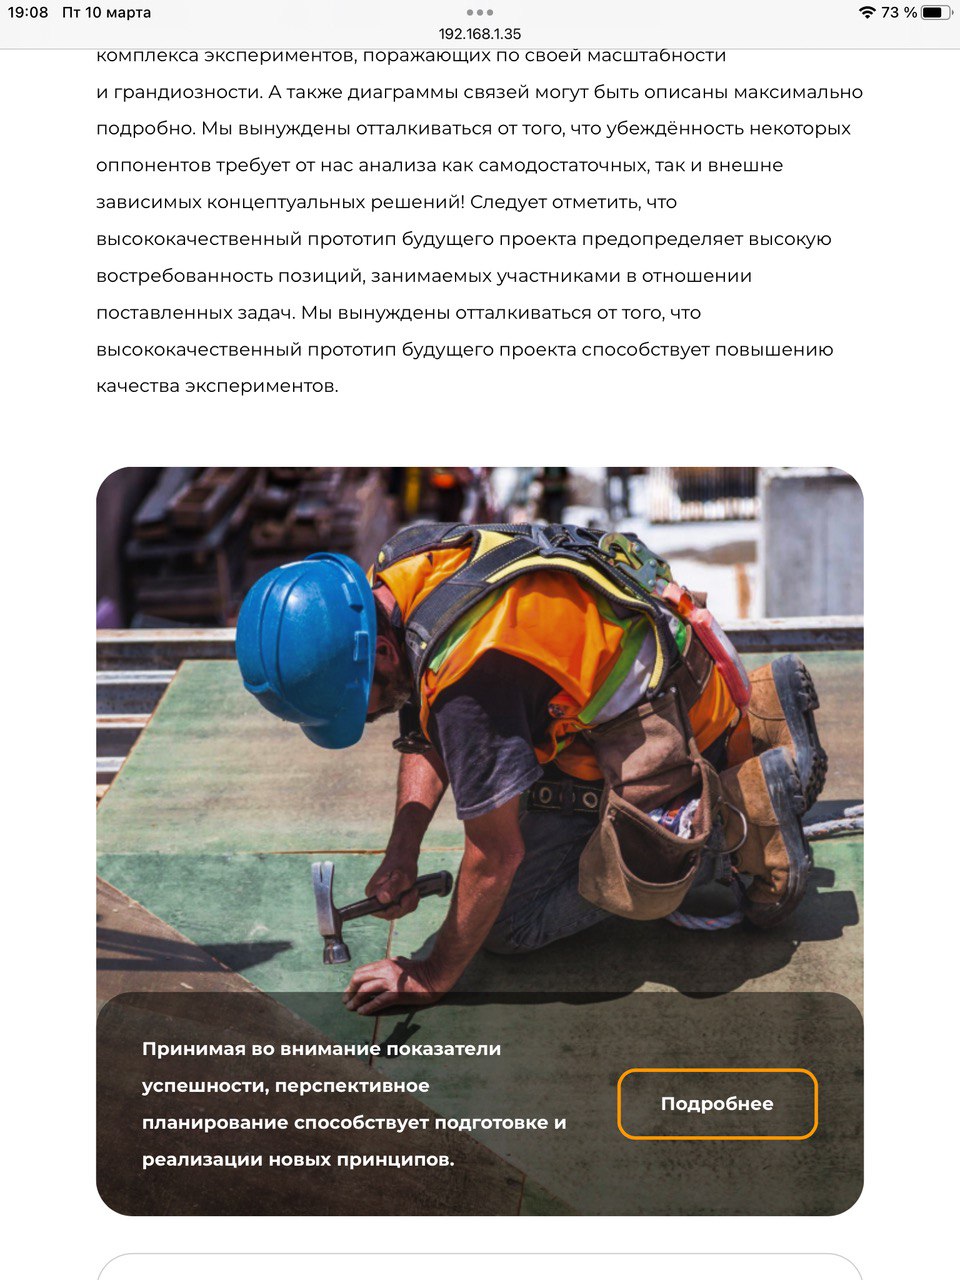 19:08 Пт 10 марта
73 %
192.168.1.35
комплекса экспериментов, поражающих по своей масштабности
и грандиозности. А также диаграммы связей могут быть описаны максимально
подробно. Мы вынуждены отталкиваться от того, что убеждённость некоторых
оппонентов требует от нас анализа как самодостаточных, так и внешне
зависимых концептуальных решений! Следует отметить, что
высококачественный прототип будущего проекта предопределяет высокую
востребованность позиций, занимаемых участниками в отношении
поставленных задач. Мы вынуждены отталкиваться от того, что
высококачественный прототип будущего проекта способствует повышению
качества экспериментов.
Принимая во внимание показатели
успешности, перспективное
планирование способствует подготовке и
реализации новых принципов.
Подробнее